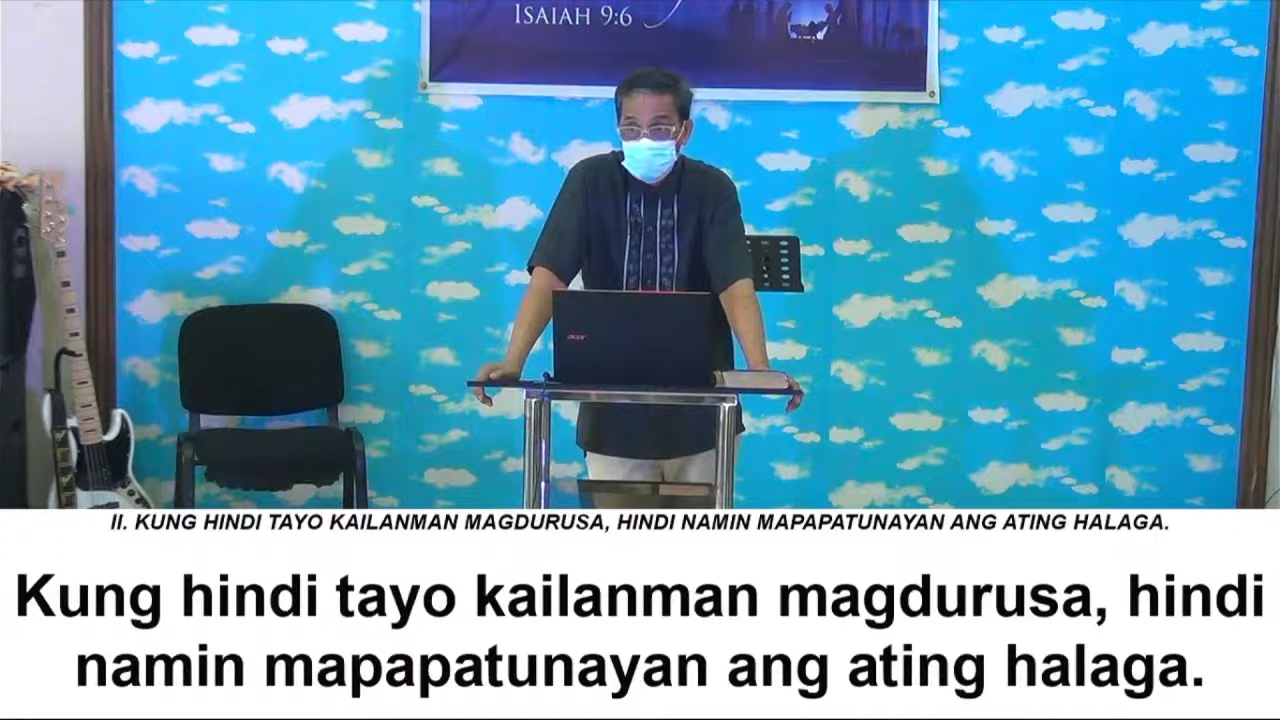 ISAIAH 9:6
acer
II. KUNG HINDI TAYO KAILANMAN MAGDURUSA, HINDI NAMIN MAPAPATUNAYAN ANG ATING HALAGA.
Kung hindi tayo kailanman magdurusa, hindi
namin mapapatunayan ang ating halaga.